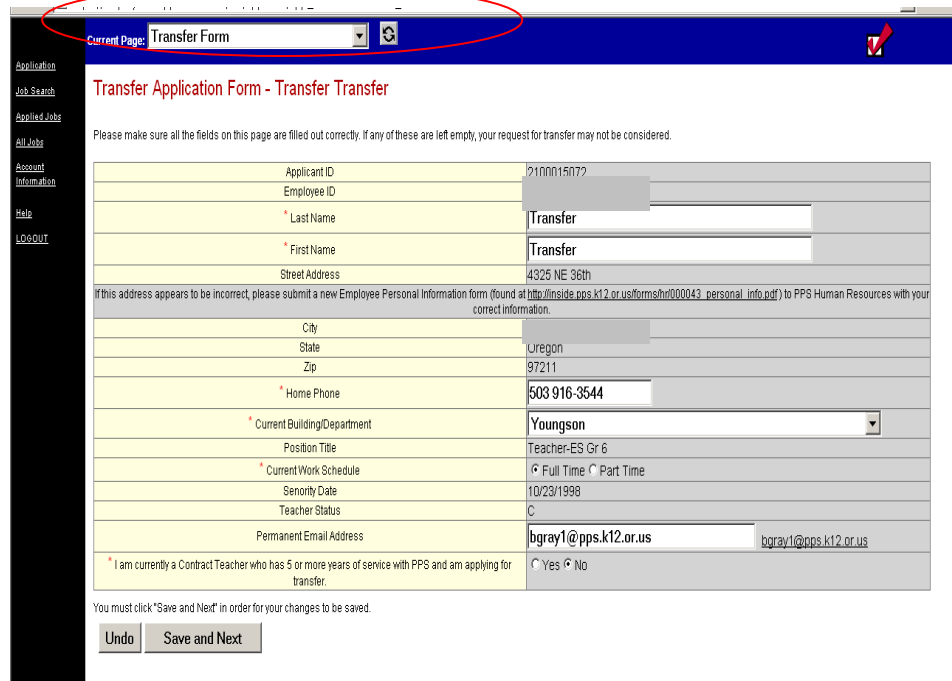 Current Page: Transfer Form
Application
Job Search
Applied Jobs
All Jobs
Account
Information
Help
LOGOUT
Transfer Application Form - Transfer Transfer
Please make sure all the fields on this page are filled out correctly. If any of these are left empty, your request for transfer may not be considered.
Applicant ID 2100015072
Employee ID
* Last Name Transfer
* First Name Transfer
Street Address 4325 NE 36th
If this address appears to be incorrect, please submit a new Employee Personal Information form (found at http://inside.pps.k12.or.us/forms/hr/000043_personal_info.pdf) to PPS Human Resources with your
correct information.
City
State Oregon
Zip 97211
* Home Phone 503 916-3544
* Current Building/Department Youngson
Position Title Teacher-ES Gr 6
* Current Work Schedule Full Time Part Time
Senority Date 10/23/1998
Teacher Status C
Permanent Email Address bgray1@pps.k12.or.us bgray1@pps.k12.or.us
* I am currently a Contract Teacher who has 5 or more years of service with PPS and am applying for
transfer. Yes No
You must click "Save and Next" in order for your changes to be saved.
Undo Save and Next